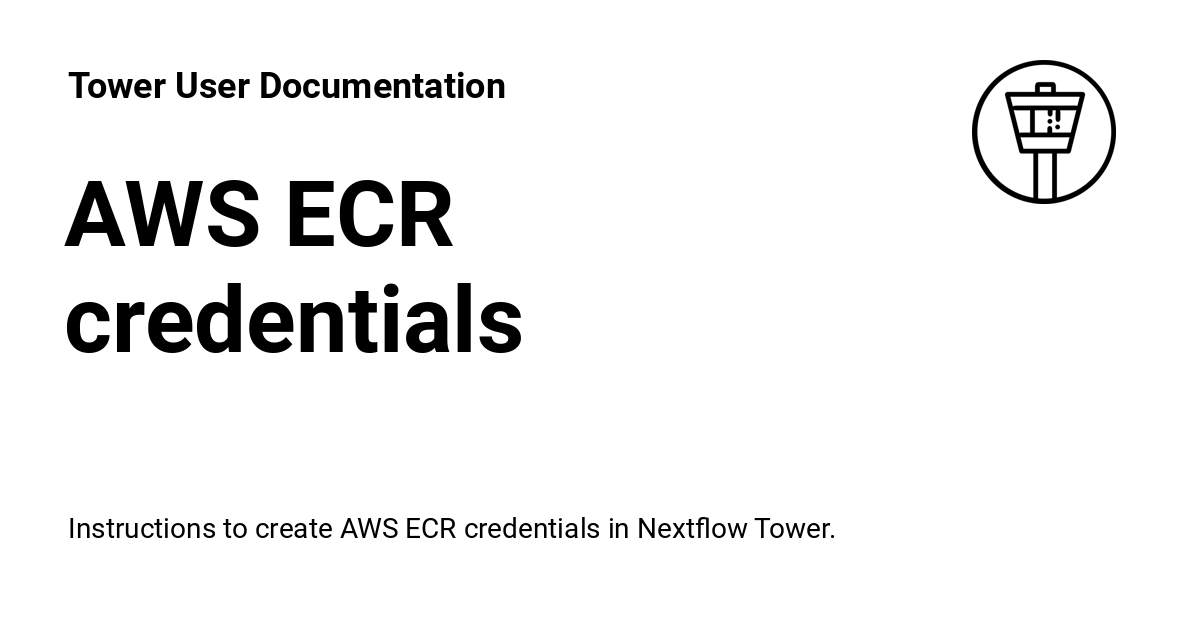 Tower User Documentation
AWS ECR
credentials
Instructions to create AWS ECR credentials in Nextflow Tower.